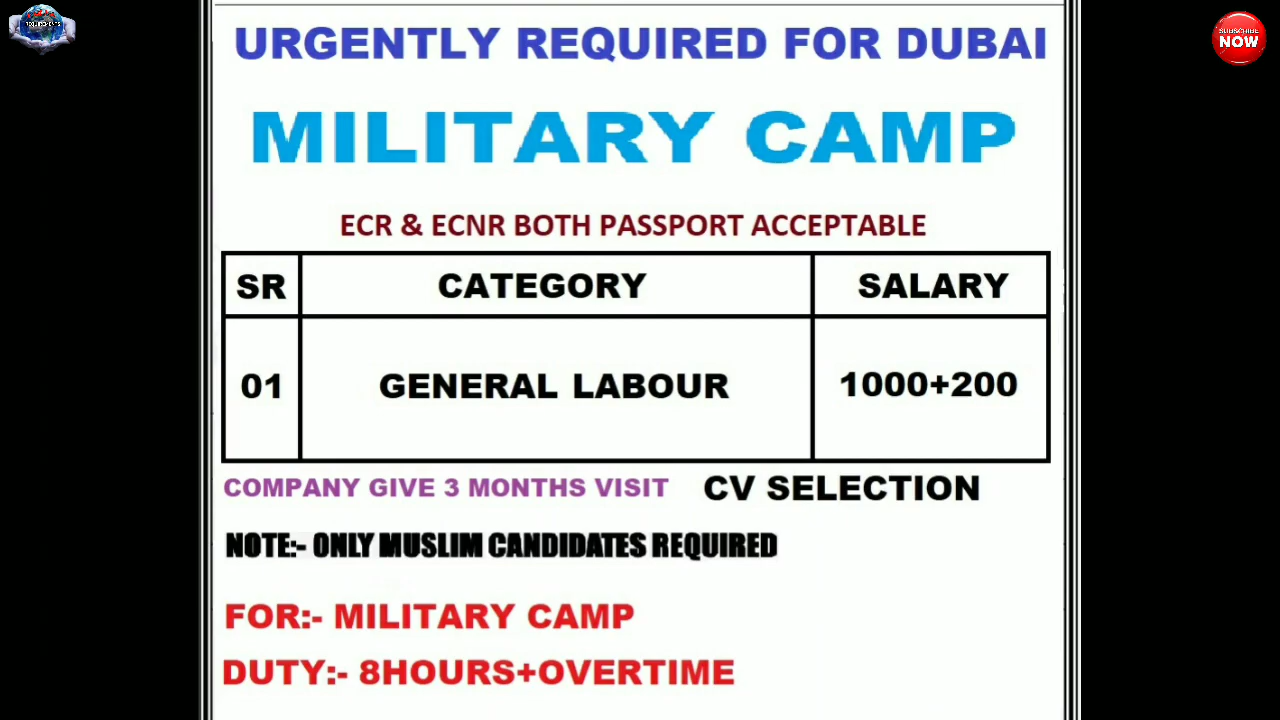 REQUIREMENTS
SUBSCRIBE
NOW
URGENTLY REQUIRED FOR DUBAI
MILITARY CAMP
ECR & ECNR BOTH PASSPORT ACCEPTABLE
SR CATEGORY SALARY
01 GENERAL LABOUR 1000+200
COMPANY GIVE 3 MONTHS VISIT CV SELECTION
NOTE:- ONLY MUSLIM CANDIDATES REQUIRED
FOR:- MILITARY CAMP
DUTY:- 8HOURS+OVERTIME